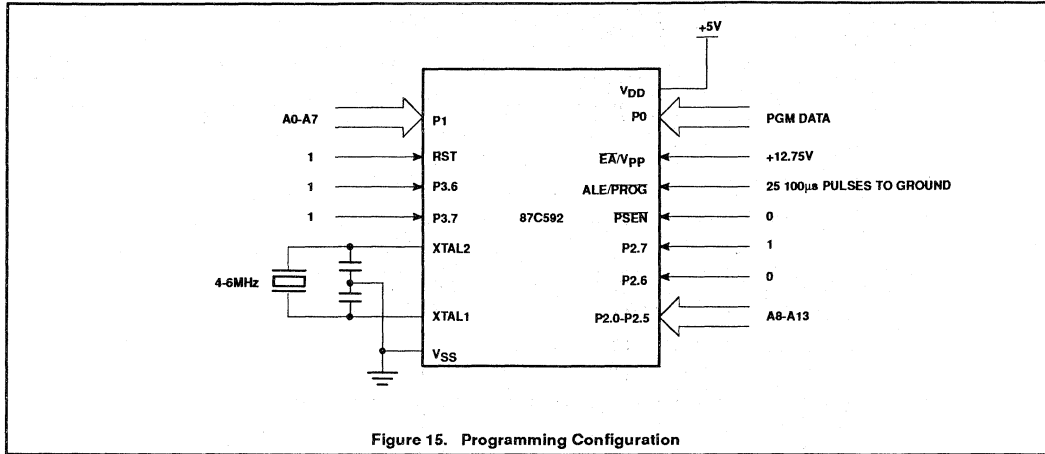 +5V
VDD
A0-A7
P1
P0
PGM DATA
1
RST
EA/VPP
+12.75V
1
P3.6
ALE/PROG
25 100µs PULSES TO GROUND
1
P3.7
87C592
PSEN
0
XTAL2
P2.7
1
4-6MHz
P2.6
0
XTAL1
P2.0-P2.5
A8-A13
VSS
Figure 15. Programming Configuration